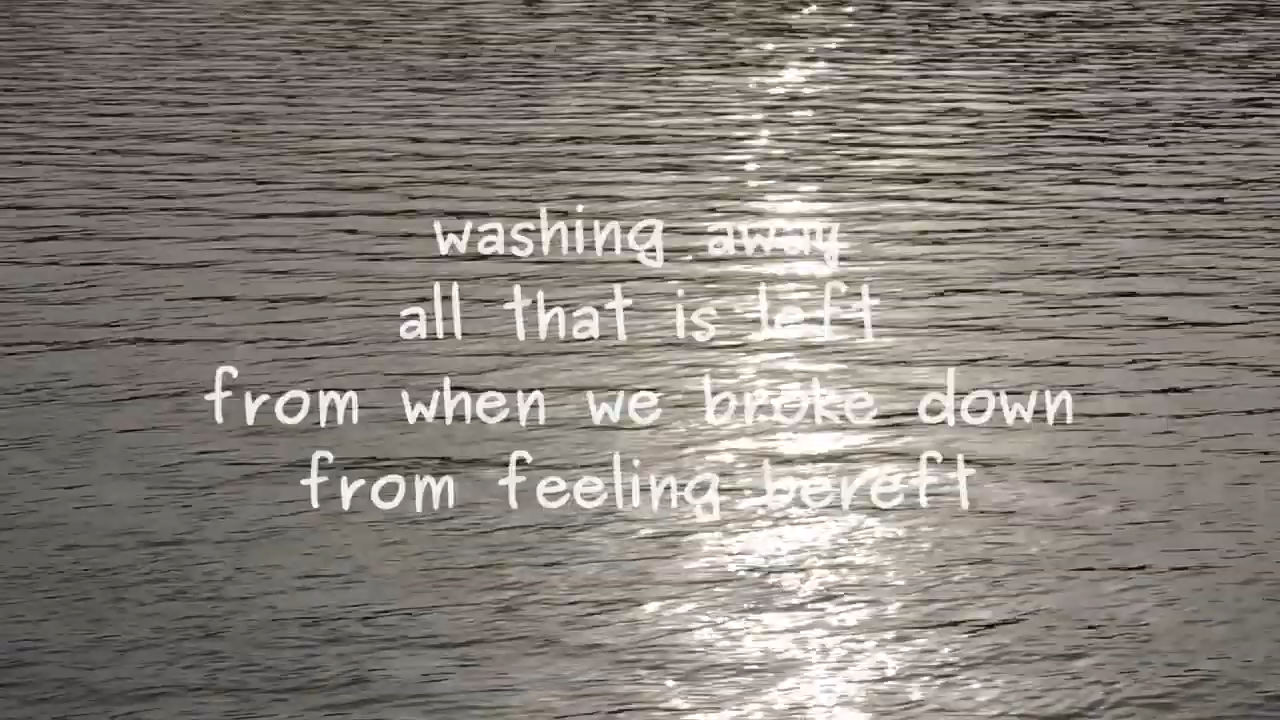 washing away
all that is left
from when we broke down
from feeling bereft